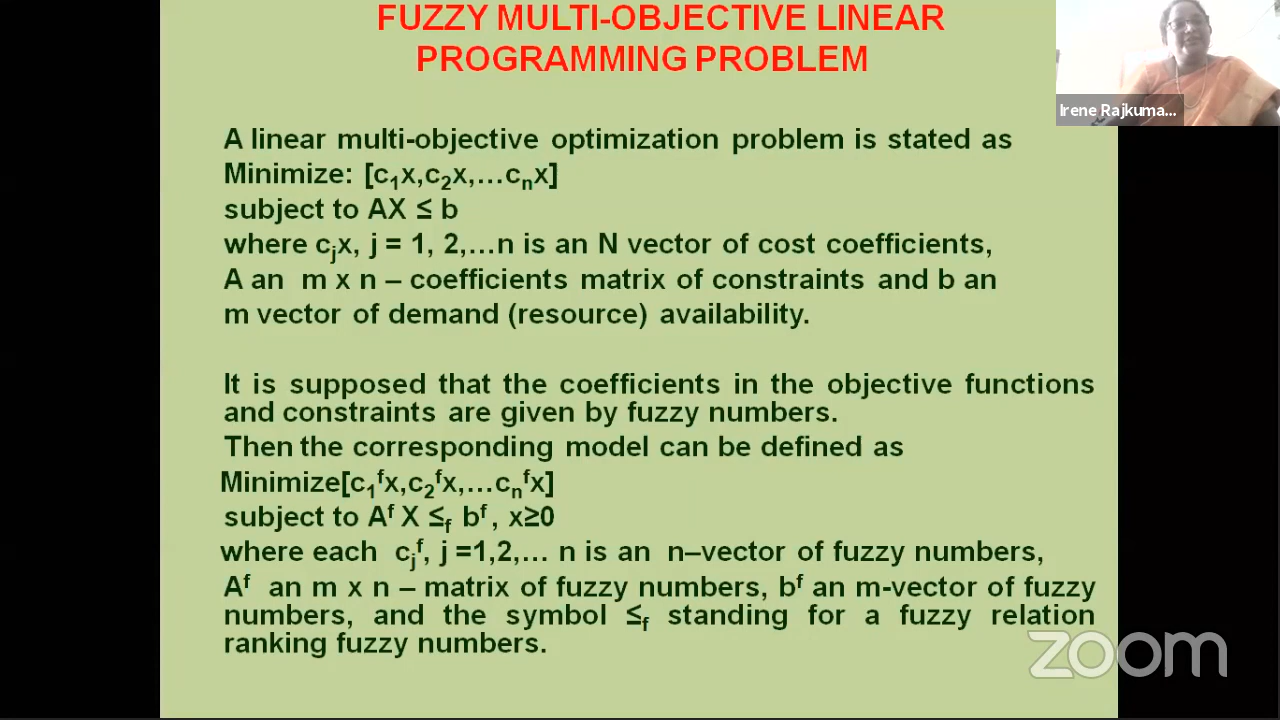 FUZZY MULTI-OBJECTIVE LINEAR
PROGRAMMING PROBLEM
Irene Rajkuma...
A linear multi-objective optimization problem is stated as
Minimize: [c₁x,c₂x,…cₙx]
subject to AX ≤ b
where cⱼx, j = 1, 2,…n is an N vector of cost coefficients,
A an m x n – coefficients matrix of constraints and b an
m vector of demand (resource) availability.
It is supposed that the coefficients in the objective functions
and constraints are given by fuzzy numbers.
Then the corresponding model can be defined as
Minimize[c₁ᶠx,c₂ᶠx,…cₙᶠx]
subject to Aᶠ X ≤_f bᶠ, x≥0
where each cⱼᶠ, j =1,2,… n is an n–vector of fuzzy numbers,
Aᶠ an m x n – matrix of fuzzy numbers, bᶠ an m-vector of fuzzy
numbers, and the symbol ≤_f standing for a fuzzy relation
ranking fuzzy numbers.
zoom